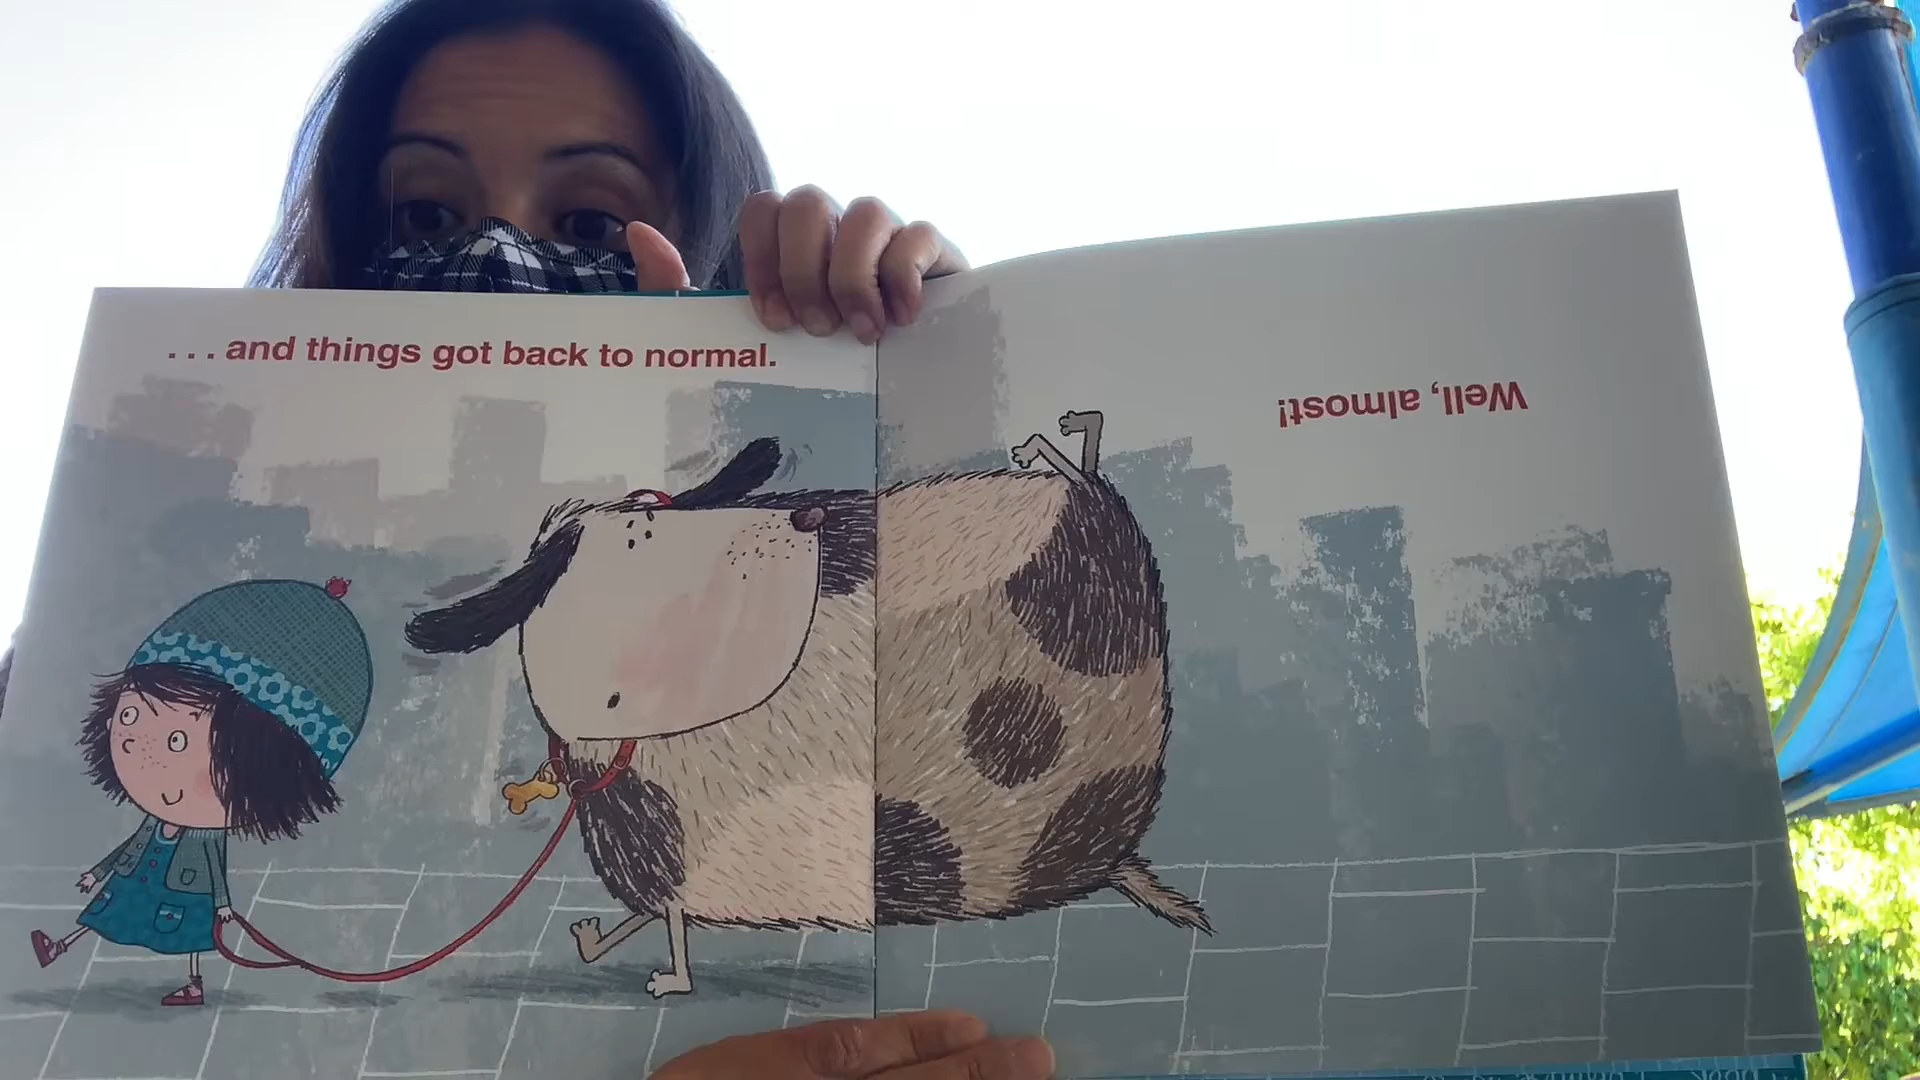 . . . and things got back to normal.
Well, almost!